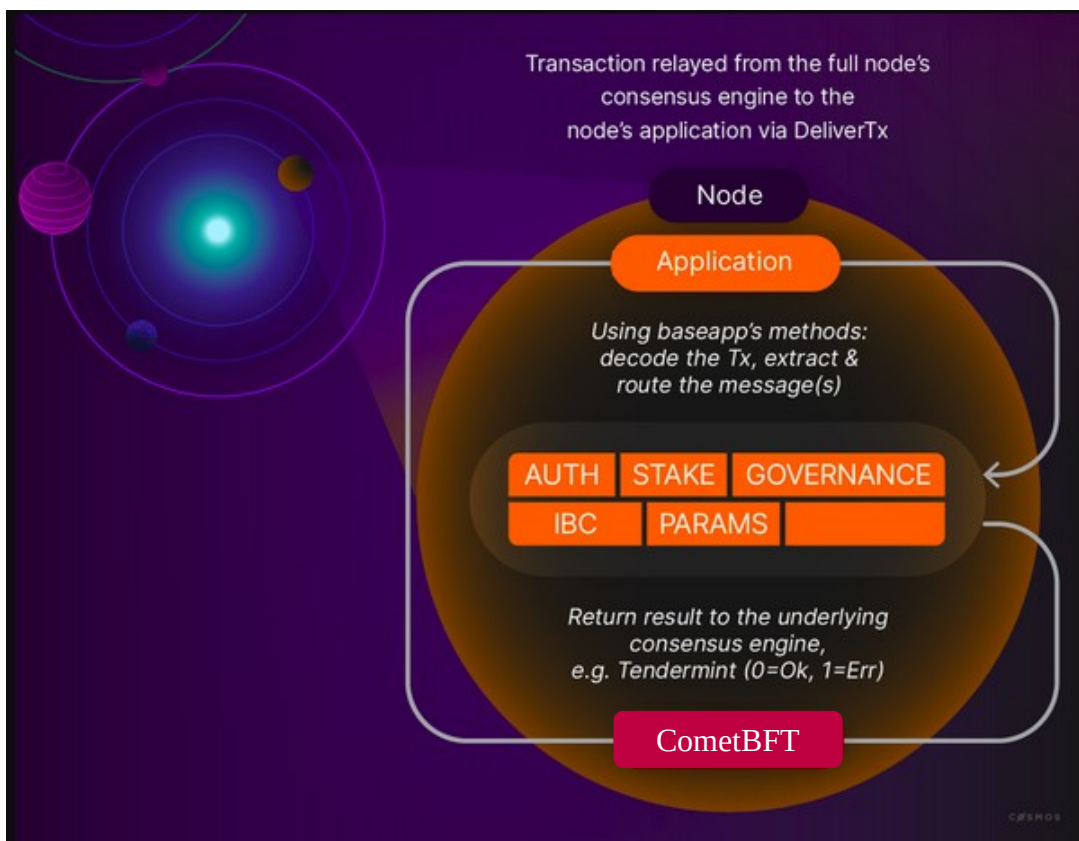 Transaction relayed from the full node's
consensus engine to the
node's application via DeliverTx
Node
Application
Using baseapp's methods:
decode the Tx, extract &
route the message(s)
AUTH STAKE GOVERNANCE
IBC PARAMS
Return result to the underlying
consensus engine,
e.g. Tendermint (0=Ok, 1=Err)
CometBFT
COSMOS